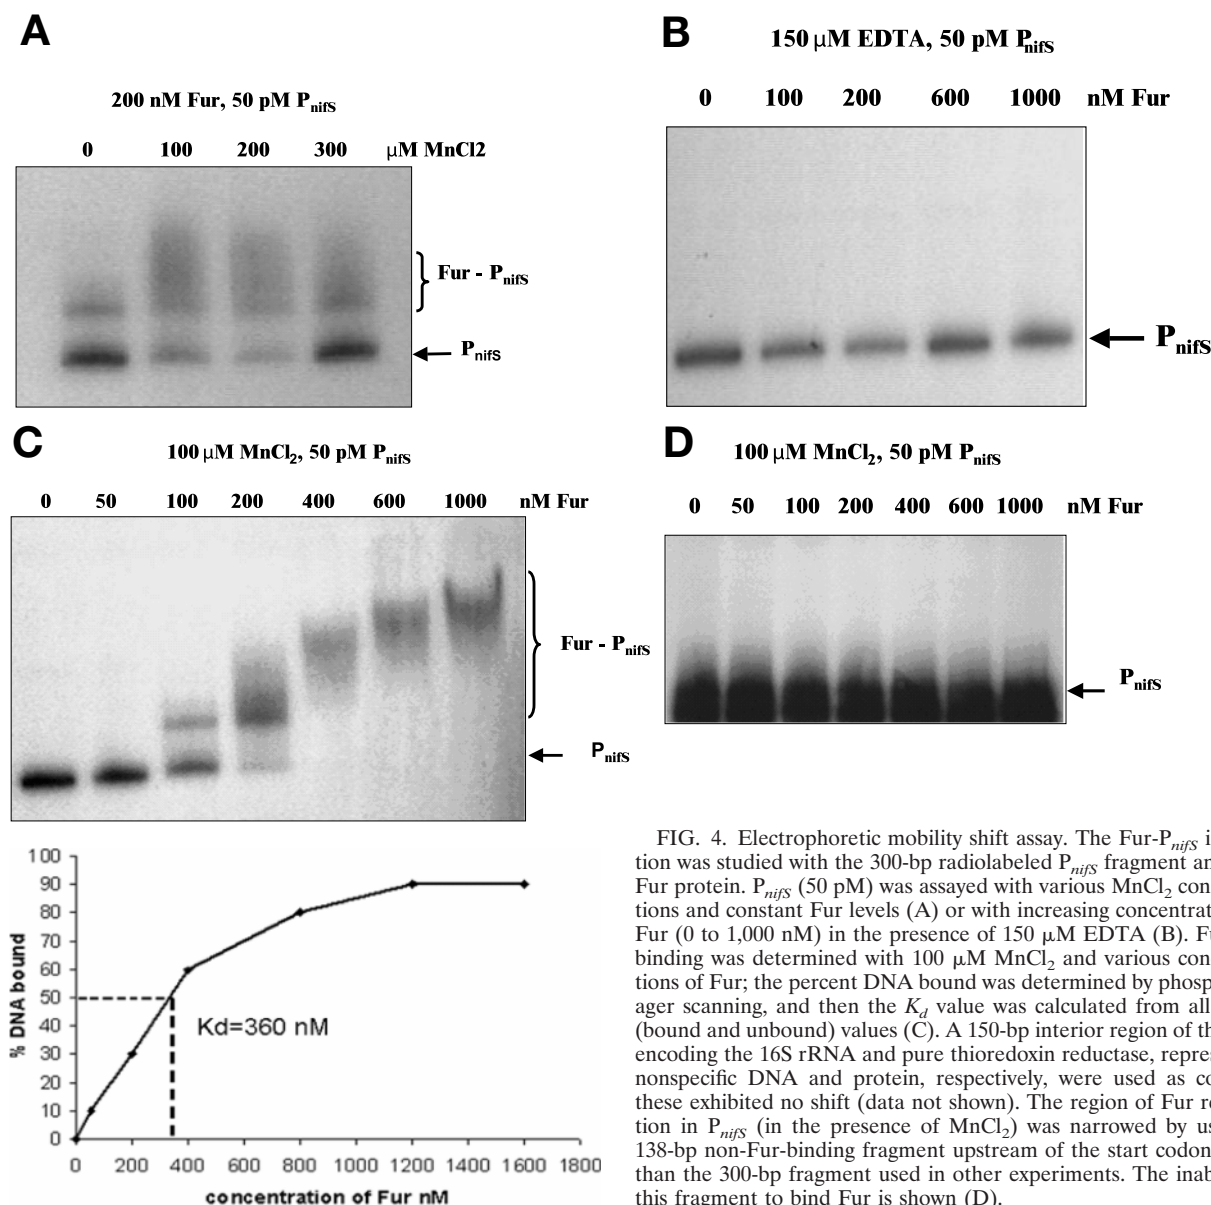 A
200 nM Fur, 50 pM PnifS
0 100 200 300 μM MnCl2
Fur - PnifS
PnifS
B
150 μM EDTA, 50 pM PnifS
0 100 200 600 1000 nM Fur
PnifS
C
100 μM MnCl2, 50 pM PnifS
0 50 100 200 400 600 1000 nM Fur
Fur - PnifS
PnifS
D
100 μM MnCl2, 50 pM PnifS
0 50 100 200 400 600 1000 nM Fur
PnifS
% DNA bound
100
90
80
70
60
50
40
30
20
10
0
Kd=360 nM
0 200 400 600 800 1000 1200 1400 1600 1800
concentration of Fur nM
FIG. 4. Electrophoretic mobility shift assay. The Fur-PnifS i
tion was studied with the 300-bp radiolabeled PnifS fragment an
Fur protein. PnifS (50 pM) was assayed with various MnCl2 con
tions and constant Fur levels (A) or with increasing concentrat
Fur (0 to 1,000 nM) in the presence of 150 μM EDTA (B). F
binding was determined with 100 μM MnCl2 and various con
tions of Fur; the percent DNA bound was determined by phosp
ager scanning, and then the Kd value was calculated from all
(bound and unbound) values (C). A 150-bp interior region of th
encoding the 16S rRNA and pure thioredoxin reductase, repres
nonspecific DNA and protein, respectively, were used as co
these exhibited no shift (data not shown). The region of Fur re
tion in PnifS (in the presence of MnCl2) was narrowed by us
138-bp non-Fur-binding fragment upstream of the start codon
than the 300-bp fragment used in other experiments. The inab
this fragment to bind Fur is shown (D).